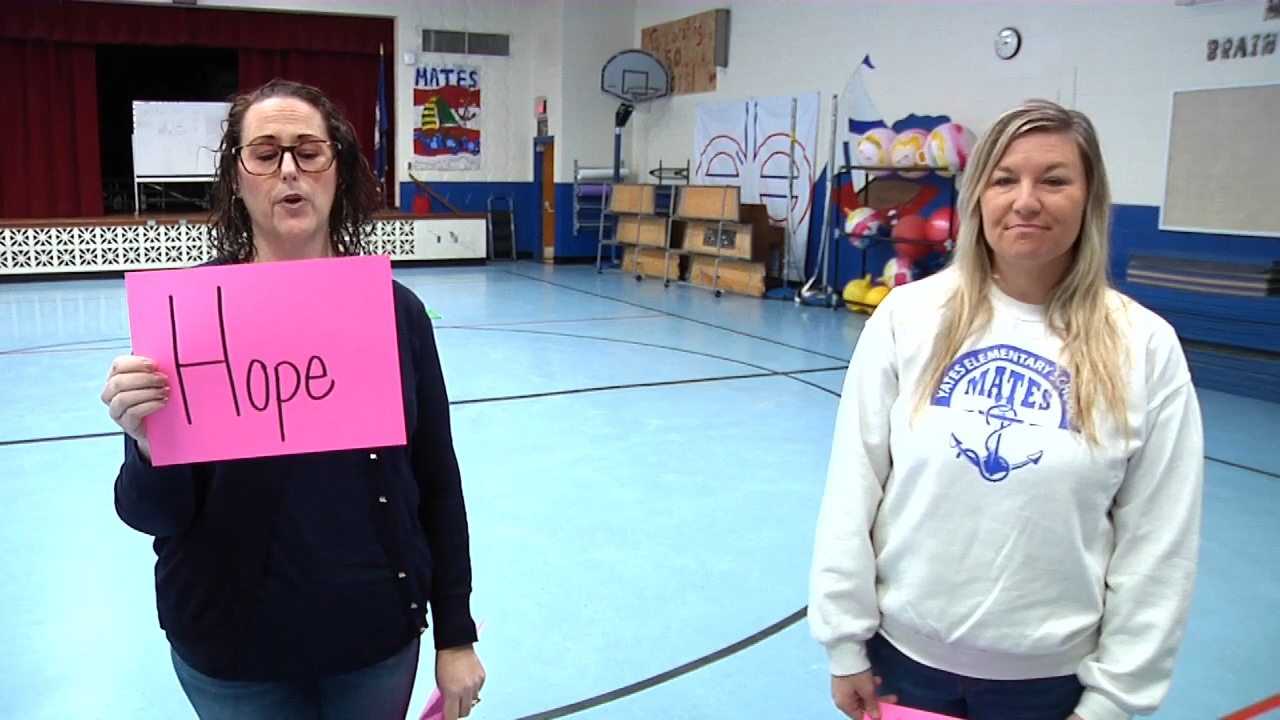 MATES
BRAIN
Hope
YATES ELEMENTARY SCHOOL
MATES